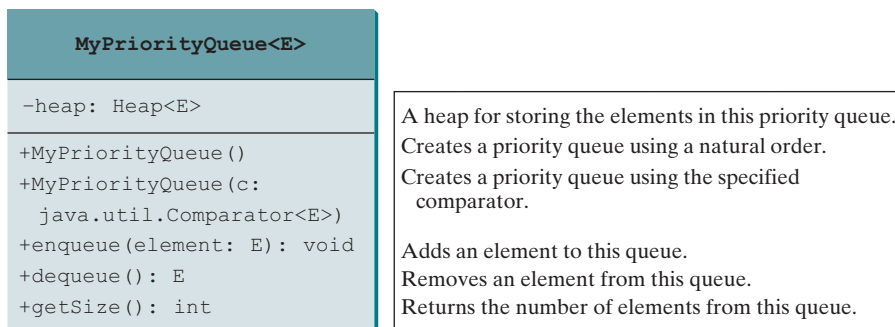 MyPriorityQueue<E>
-heap: Heap<E>
+MyPriorityQueue()
+MyPriorityQueue(c:
java.util.Comparator<E>)
+enqueue(element: E): void
+dequeue(): E
+getSize(): int
A heap for storing the elements in this priority queue.
Creates a priority queue using a natural order.
Creates a priority queue using the specified
comparator.
Adds an element to this queue.
Removes an element from this queue.
Returns the number of elements from this queue.